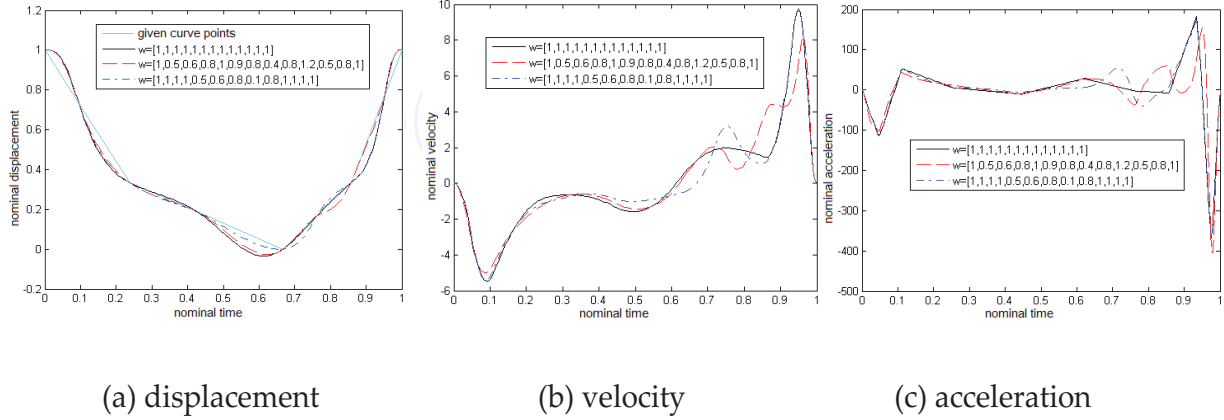 1.2
1
0.8
0.6
0.4
0.2
0
-0.2
nominal displacement
given curve points
w=[1,1,1,1,1,1,1,1,1,1,1,1,1]
w=[1,0.5,0.6,0.8,1,0.9,0.8,0.4,0.8,1.2,0.5,0.8,1]
w=[1,1,1,1,0.5,0.6,0.8,0.1,0.8,1,1,1,1]
0 0.1 0.2 0.3 0.4 0.5 0.6 0.7 0.8 0.9 1
nominal time
(a) displacement
10
8
6
4
2
0
-2
-4
6
nominal velocity
w=[1,1,1,1,1,1,1,1,1,1,1,1,1]
w=[1,0.5,0.6,0.8,1,0.9,0.8,0.4,0.8,1.2,0.5,0.8,1]
w=[1,1,1,1,0.5,0.6,0.8,0.1,0.8,1,1,1,1]
0 0.1 0.2 0.3 0.4 0.5 0.6 0.7 0.8 0.9 1
nominal time
(b) velocity
200
100
0
-100
-200
-300
-400
-500
nominal acceleration
w=[1,1,1,1,1,1,1,1,1,1,1,1,1]
w=[1,0.5,0.6,0.8,1,0.9,0.8,0.4,0.8,1.2,0.5,0.8,1]
w=[1,1,1,1,0.5,0.6,0.8,0.1,0.8,1,1,1,1]
0 0.1 0.2 0.3 0.4 0.5 0.6 0.7 0.8 0.9 1
nominal time
(c) acceleration